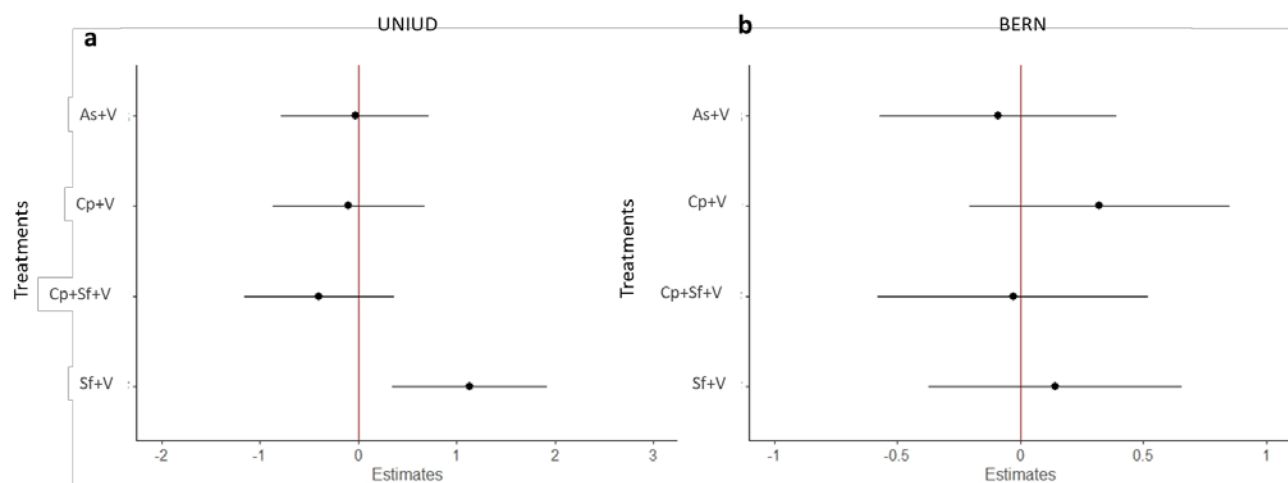 a
UNIUD
Treatments
As+V
Cp+V
Cp+Sf+V
Sf+V
-2 -1 0 1 2 3
Estimates
b
BERN
Treatments
As+V
Cp+V
Cp+Sf+V
Sf+V
-1 -0.5 0 0.5 1
Estimates